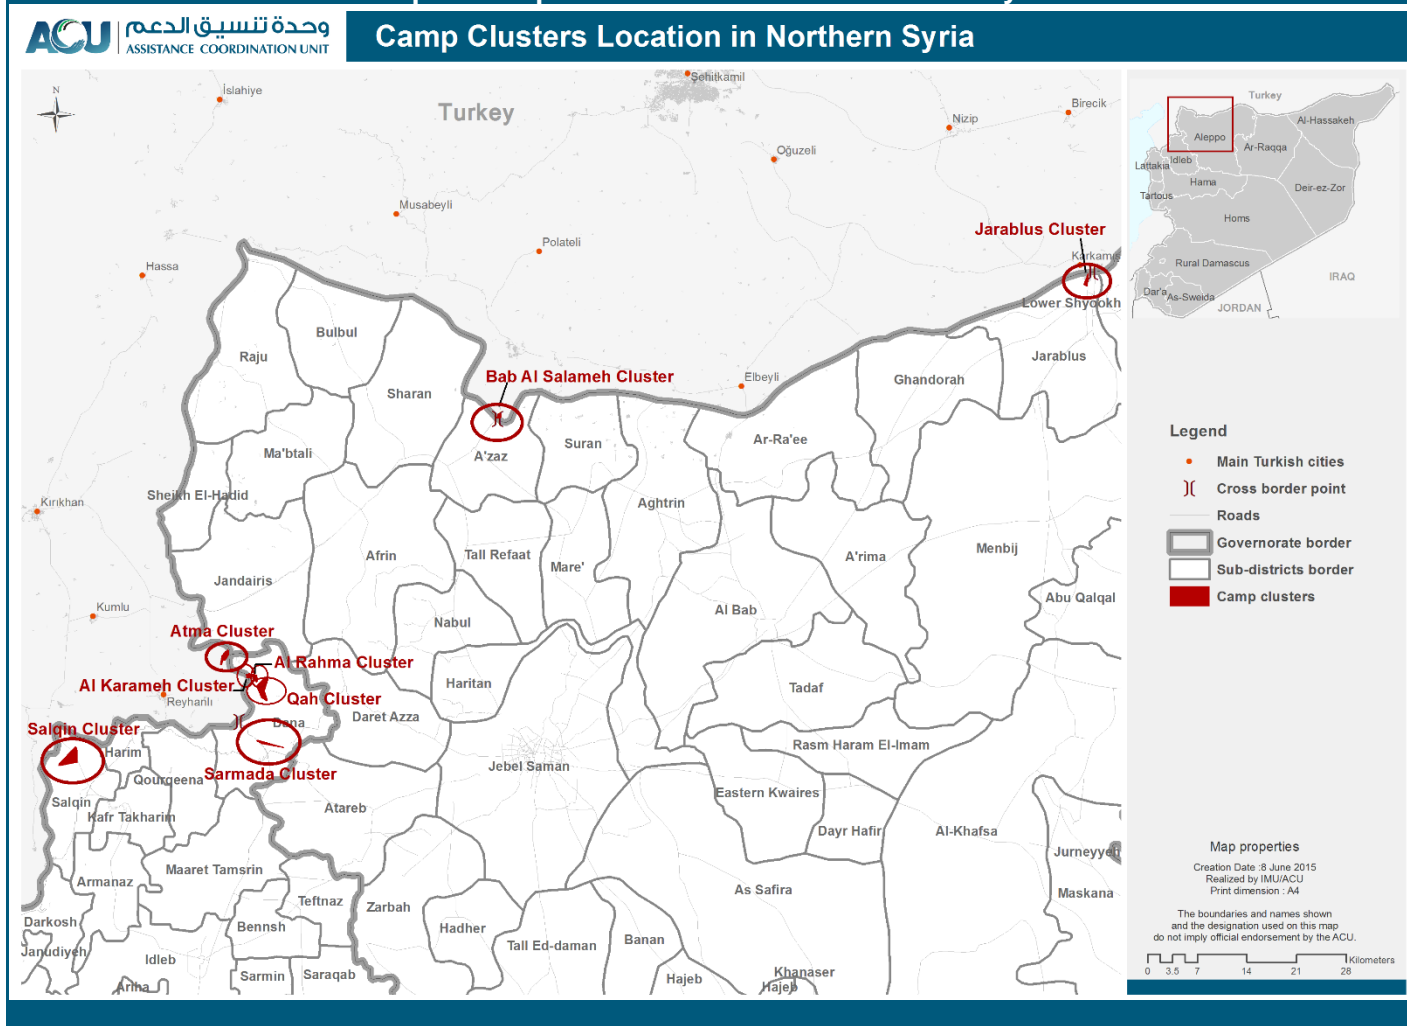 وحدة تنسيق الدعم
ACU
ASSISTANCE COORDINATION UNIT
Camp Clusters Location in Northern Syria
N
İslahiye
Şehitkamil
Turkey
Birecik
Nizip
Oğuzeli
Musabeyli
Polateli
Hassa
Jarablus Cluster
Karkamış
Lower Shyookh
Bulbul
Raju
Jarablus
Bab Al Salameh Cluster
Elbeyli
Ghandorah
Sharan
Ar-Ra'ee
Suran
A'zaz
Ma'btali
Sheikh El-Hadid
Kırıkhan
Aghtrin
Afrin
Tall Refaat
Mare'
A'rima
Menbij
Jandairis
Kumlu
Abu Qalqal
Al Bab
Nabul
Atma Cluster
Al Rahma Cluster
Al Karameh Cluster
Haritan
Tadaf
Reyharılı
Qah Cluster
Daret Azza
Dana
Salqin Cluster
Harim
Rasm Haram El-Imam
Sarmada Cluster
Jebel Saman
Qourqeena
Eastern Kwaires
Salqin
Kafr Takharim
Atareb
Dayr Hafir
Al-Khafsa
Jurneyyeh
Maaret Tamsrin
Armanaz
As Safira
Maskana
Teftnaz
Zarbah
Darkosh
Bennsh
Hadher
Tall Ed-daman
Banan
Janudiyeh
Idleb
Sarmin
Saraqab
Hajeb
Khanaser
Hajeb
Ariha
Turkey
Al-Hassakeh
Aleppo
Ar-Raqqa
Lattakia
Idleb
Hama
Deir-ez-Zor
Tartous
Homs
Rural Damascus
IRAQ
Dar'a
As-Sweida
JORDAN
Legend
Main Turkish cities
Cross border point
Roads
Governorate border
Sub-districts border
Camp clusters
Map properties
Creation Date :8 June 2015
Realized by IMU/ACU
Print dimension : A4
The boundaries and names shown
and the designation used on this map
do not imply official endorsement by the ACU.
Kilometers
0 3.5 7 14 21 28